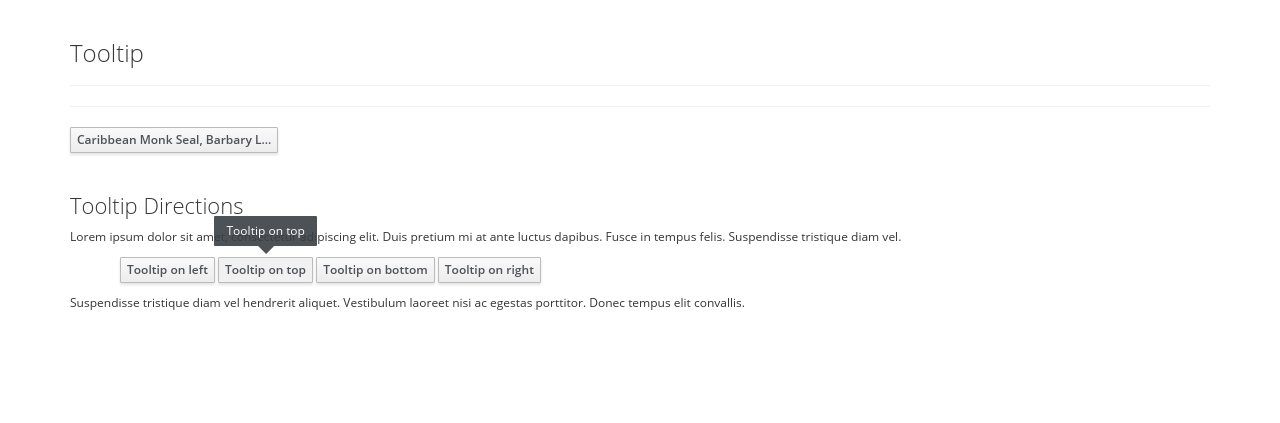 Tooltip
Caribbean Monk Seal, Barbary L...
Tooltip Directions
Tooltip on top
Lorem ipsum dolor sit amet, consectetur adipiscing elit. Duis pretium mi at ante luctus dapibus. Fusce in tempus felis. Suspendisse tristique diam vel.
Tooltip on left Tooltip on top Tooltip on bottom Tooltip on right
Suspendisse tristique diam vel hendrerit aliquet. Vestibulum laoreet nisi ac egestas porttitor. Donec tempus elit convallis.